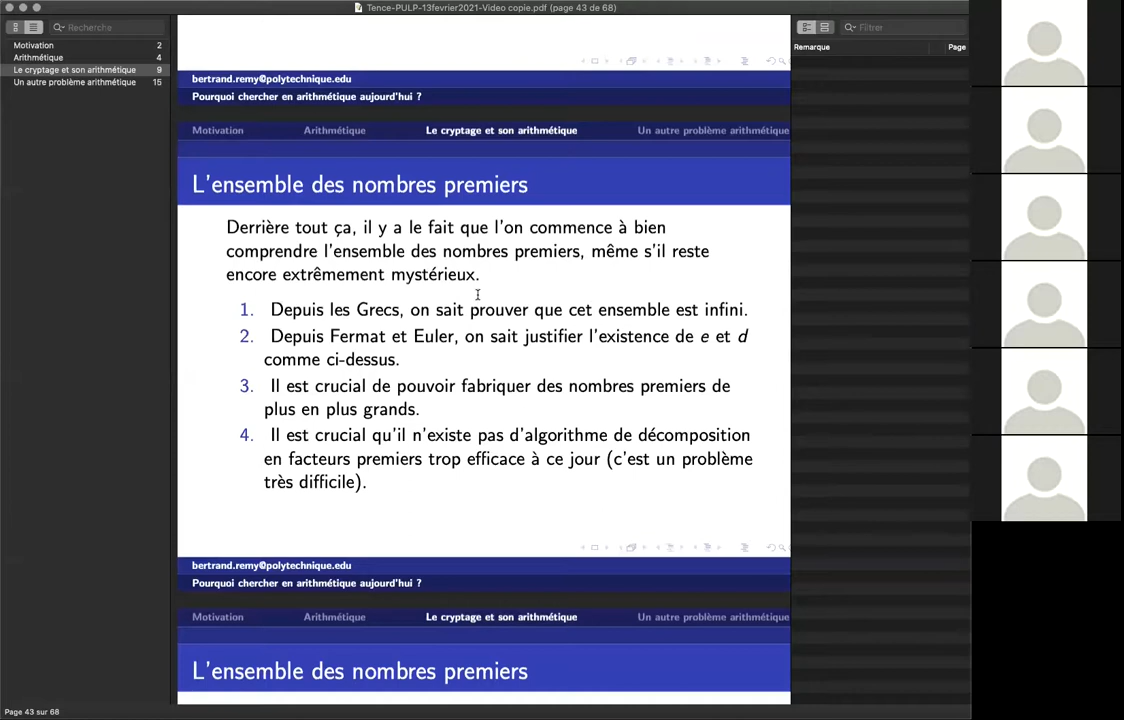 Tence-PULP-13fevrier2021-Video copie.pdf (page 43 de 68)
Recherche
Filtrer
Motivation 2
Arithmétique 4
Le cryptage et son arithmétique 9
Un autre problème arithmétique 15
Remarque Page
bertrand.remy@polytechnique.edu
Pourquoi chercher en arithmétique aujourd'hui ?
Motivation Arithmétique Le cryptage et son arithmétique Un autre problème arithmétique
L'ensemble des nombres premiers
Derrière tout ça, il y a le fait que l'on commence à bien
comprendre l'ensemble des nombres premiers, même s'il reste
encore extrêmement mystérieux.
1. Depuis les Grecs, on sait prouver que cet ensemble est infini.
2. Depuis Fermat et Euler, on sait justifier l'existence de e et d
comme ci-dessus.
3. Il est crucial de pouvoir fabriquer des nombres premiers de
plus en plus grands.
4. Il est crucial qu'il n'existe pas d'algorithme de décomposition
en facteurs premiers trop efficace à ce jour (c'est un problème
très difficile).
bertrand.remy@polytechnique.edu
Pourquoi chercher en arithmétique aujourd'hui ?
Motivation Arithmétique Le cryptage et son arithmétique Un autre problème arithmétique
L'ensemble des nombres premiers
Page 43 sur 68